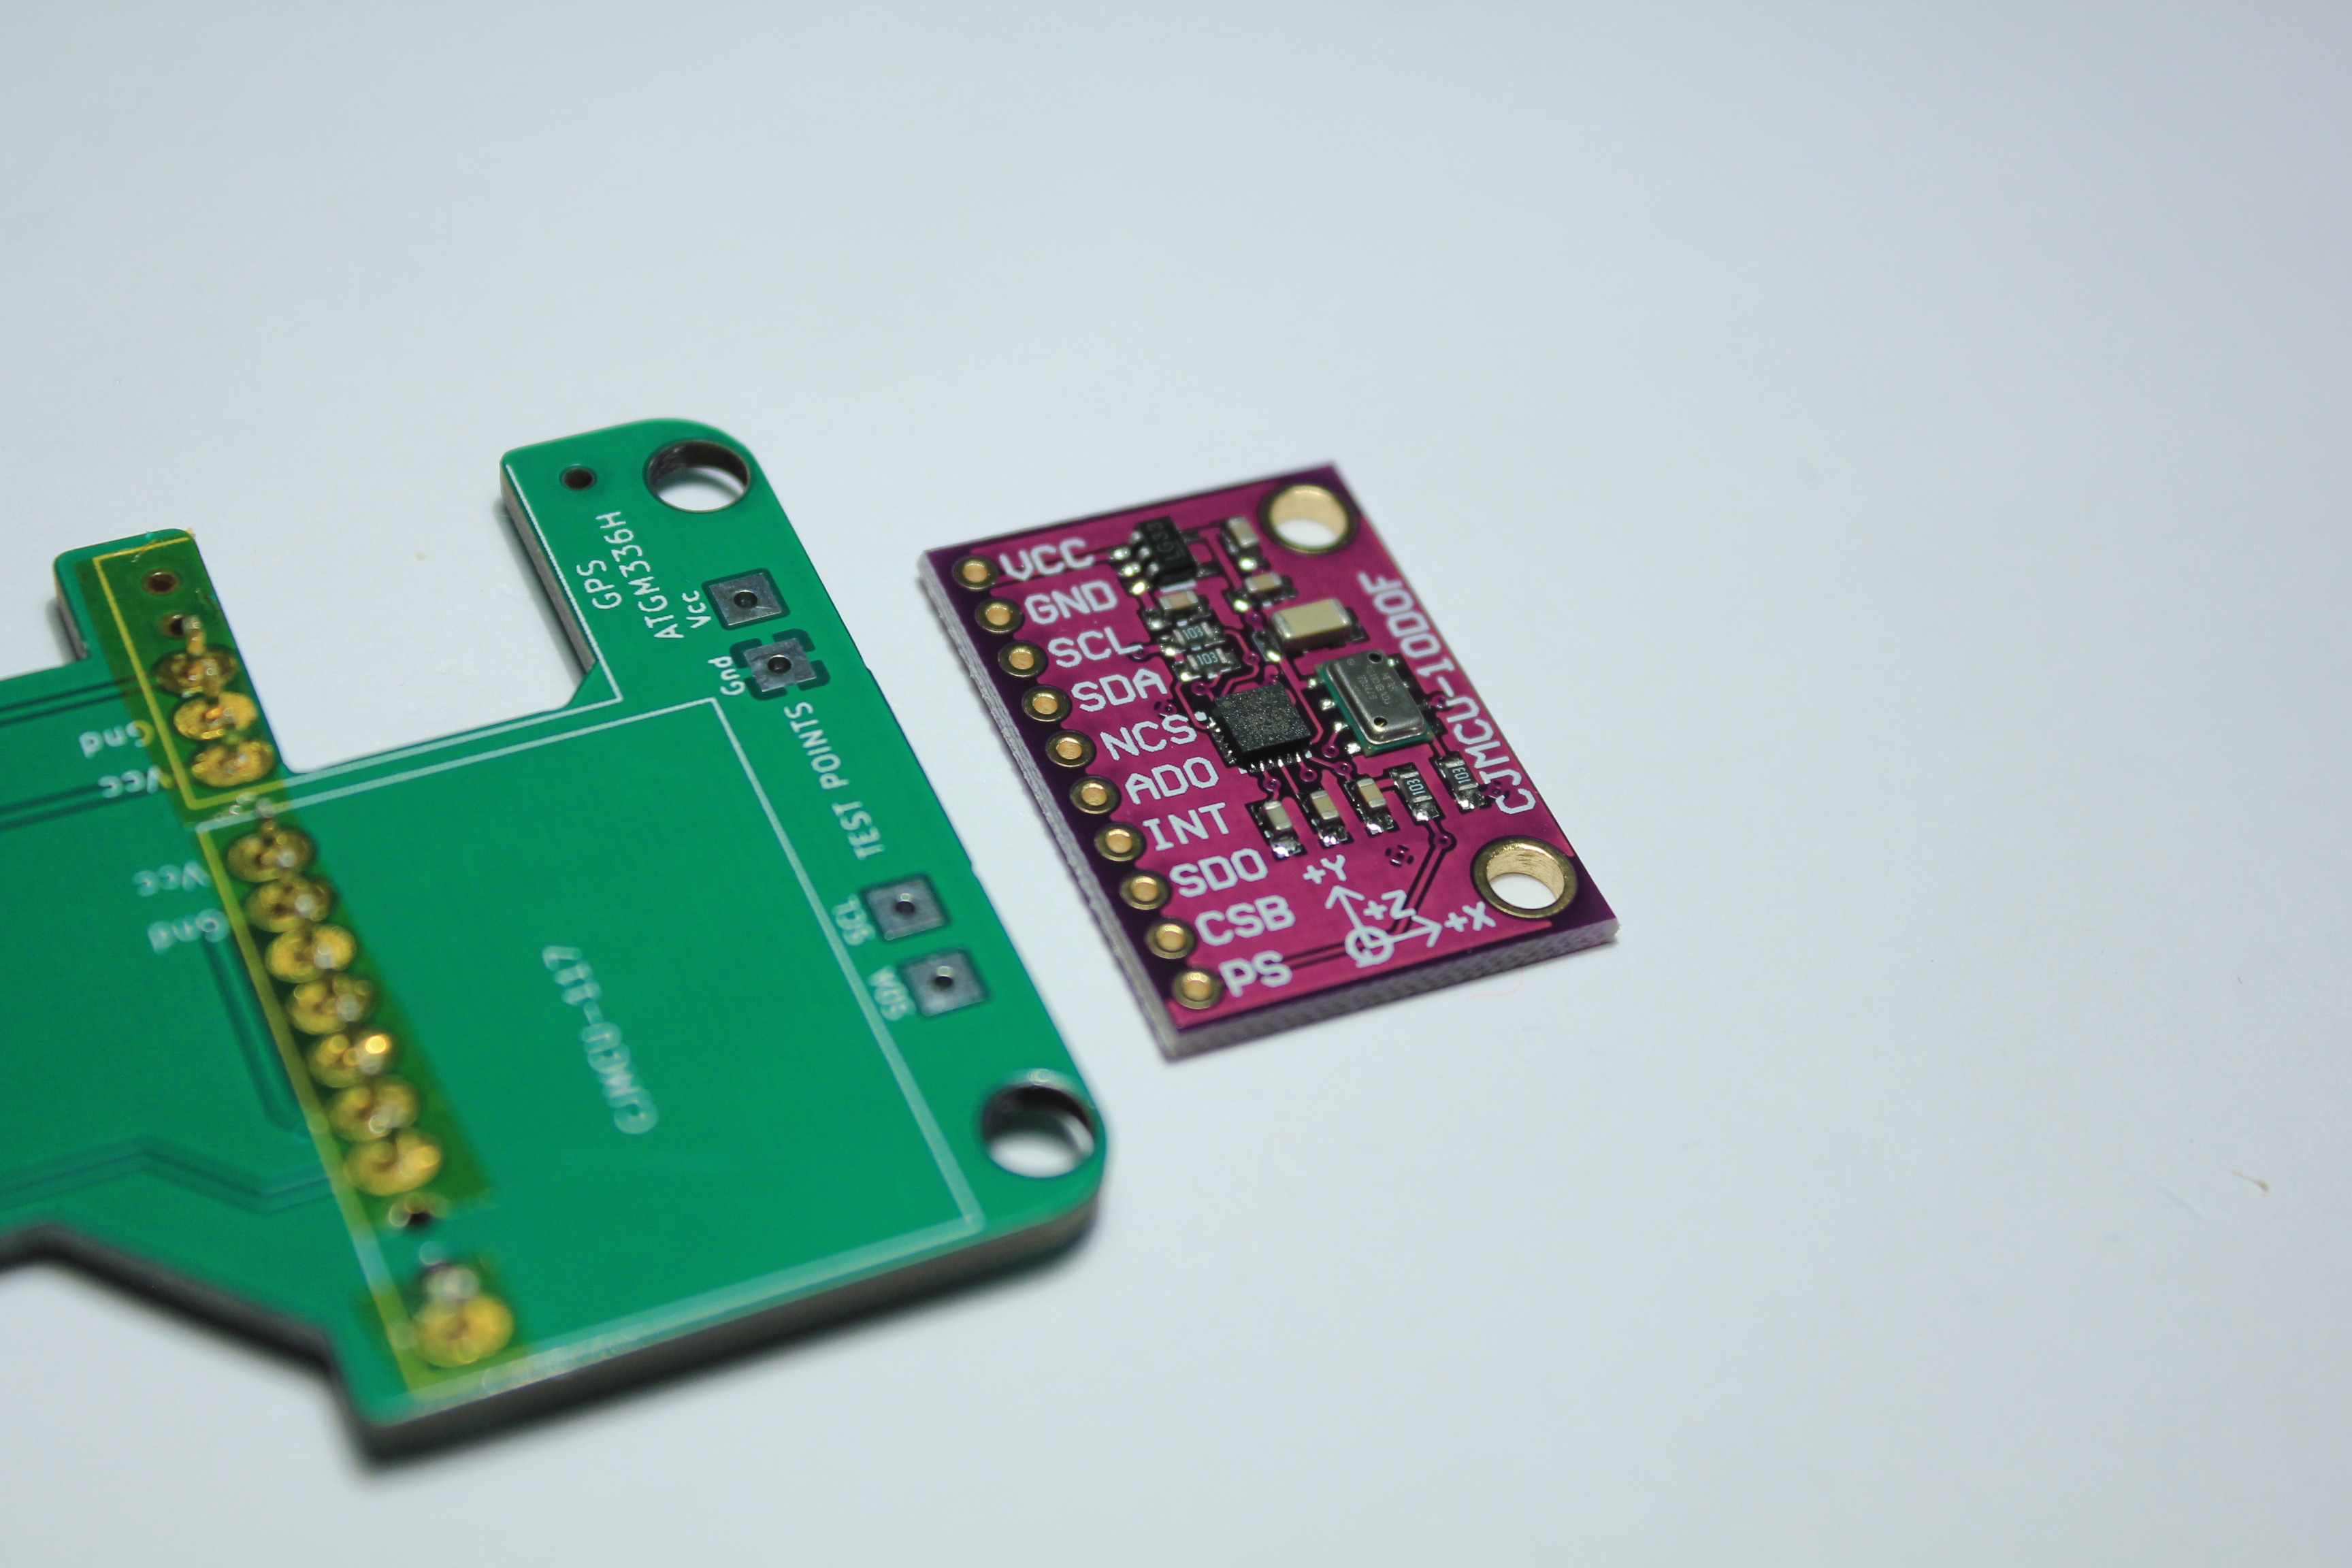 GPS
ATGM336H
Vcc
Gnd
TEST POINTS
SCL
SDA
Gnd
Vcc
Vcc
Gnd
CJMCU-117
VCC
GND
SCL
SDA
NCS
ADO
INT
SDO
CSB
PS
CJMCU-10DOF
LG33
103
103
103
103
+Y
+Z
+X